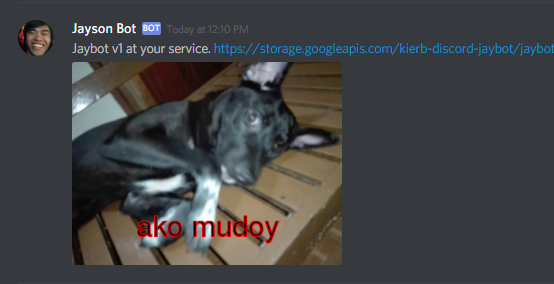 Jayson Bot BOT Today at 12:10 PM
Jaybot v1 at your service. https://storage.googleapis.com/kierb-discord-jaybot/jaybot
ako mudoy